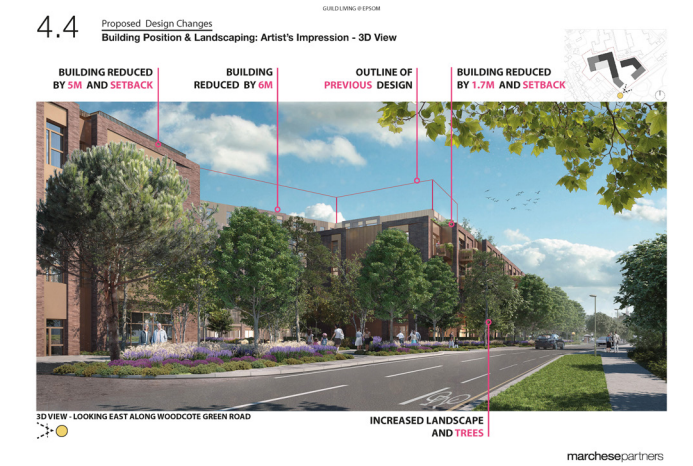 GUILD LIVING @ EPSOM
4.4
Proposed Design Changes
Building Position & Landscaping: Artist's Impression - 3D View
BUILDING REDUCED
BY 5M AND SETBACK
BUILDING
REDUCED BY 6M
OUTLINE OF
PREVIOUS DESIGN
BUILDING REDUCED
BY 1.7M AND SETBACK
3D VIEW - LOOKING EAST ALONG WOODCOTE GREEN ROAD
INCREASED LANDSCAPE
AND TREES
marchesepartners